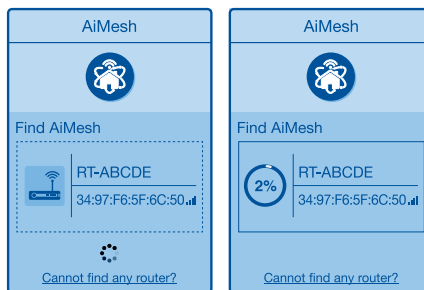 AiMesh
Find AiMesh
RT-ABCDE
34:97:F6:5F:6C:50
Cannot find any router?
AiMesh
Find AiMesh
2%
RT-ABCDE
34:97:F6:5F:6C:50
Cannot find any router?